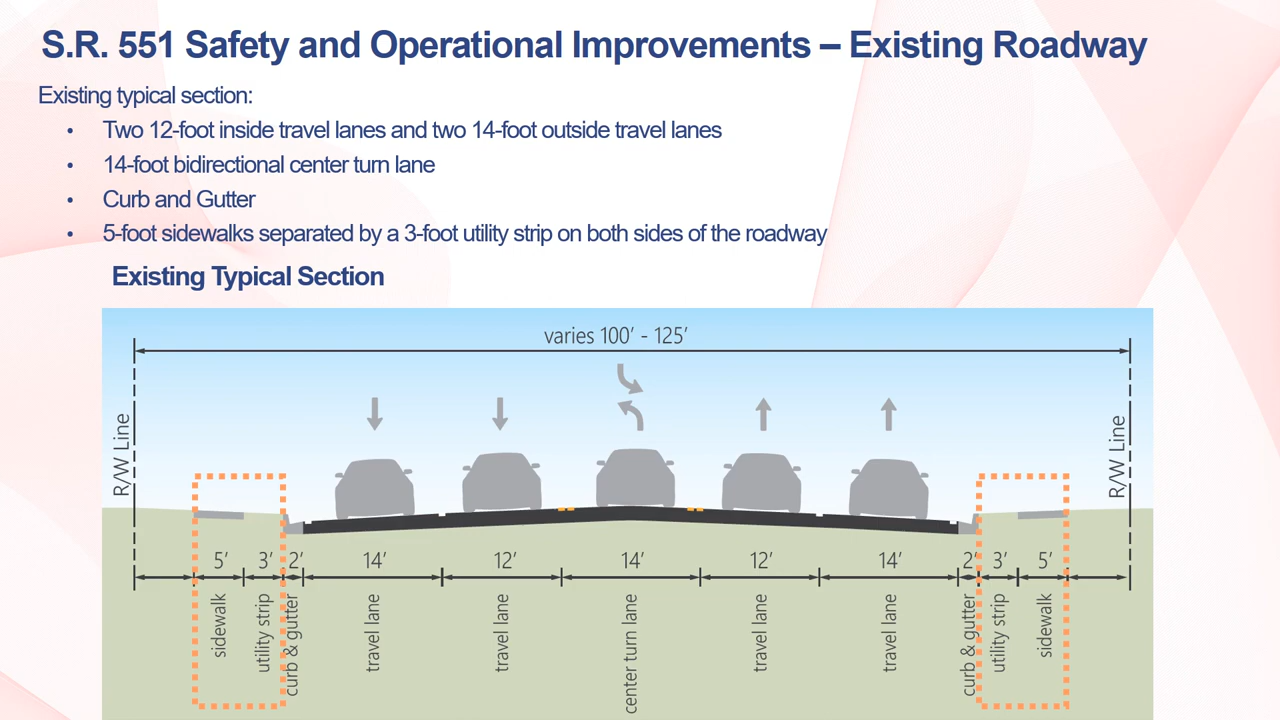 S.R. 551 Safety and Operational Improvements – Existing Roadway
Existing typical section:
• Two 12-foot inside travel lanes and two 14-foot outside travel lanes
• 14-foot bidirectional center turn lane
• Curb and Gutter
• 5-foot sidewalks separated by a 3-foot utility strip on both sides of the roadway
Existing Typical Section
varies 100’ - 125’
R/W Line
R/W Line
5’ 3’ 2’ 14’ 12’ 14’ 12’ 14’ 2’ 3’ 5’
sidewalk
utility strip
curb & gutter
travel lane
travel lane
center turn lane
travel lane
travel lane
curb & gutter
utility strip
sidewalk